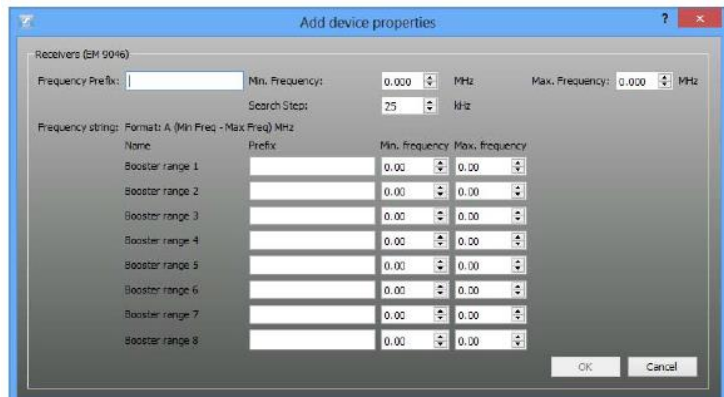 Add device properties ? ×
Receivers (EM 9046)
Frequency Prefix: Min. Frequency: 0.000 MHz Max. Frequency: 0.000 MHz
Search Step: 25 kHz
Frequency string: Format: A (Min Freq - Max Freq) MHz
Name Prefix Min. frequency Max. frequency
Booster range 1 0.00 0.00
Booster range 2 0.00 0.00
Booster range 3 0.00 0.00
Booster range 4 0.00 0.00
Booster range 5 0.00 0.00
Booster range 6 0.00 0.00
Booster range 7 0.00 0.00
Booster range 8 0.00 0.00
OK Cancel